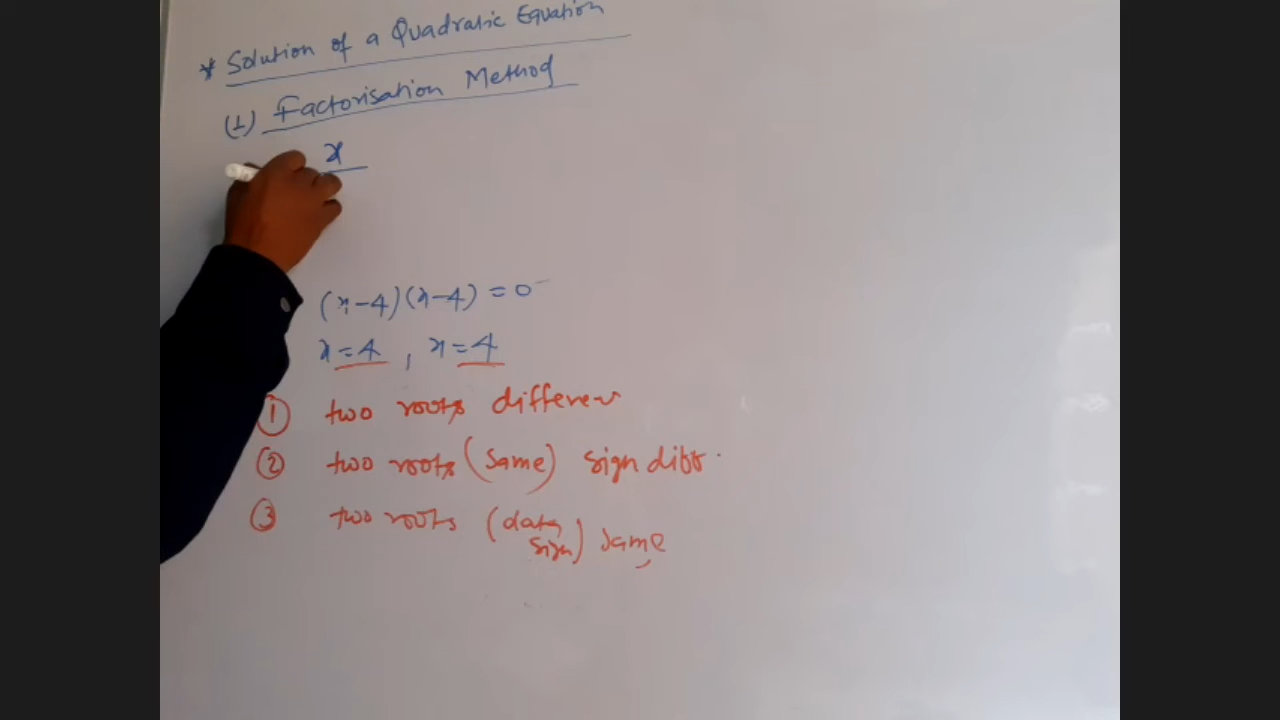 * Solution of a Quadratic Equation
(1) Factorisation Method
x
(x-4)(x-4) = 0
x=4 , x=4
① two roots differen
② two roots (same) sign diff.
③ two roots (data sign) same